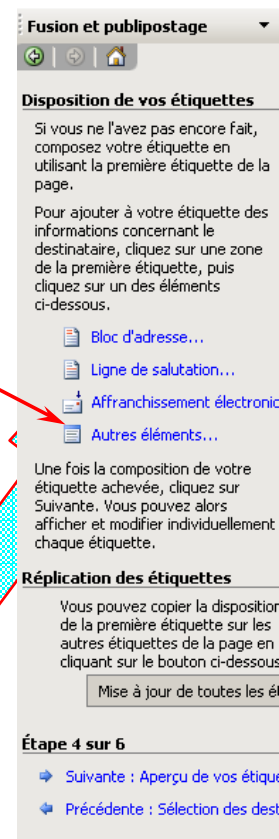 Fusion et publipostage
Disposition de vos étiquettes
Si vous ne l'avez pas encore fait,
composez votre étiquette en
utilisant la première étiquette de la
page.
Pour ajouter à votre étiquette des
informations concernant le
destinataire, cliquez sur une zone
de la première étiquette, puis
cliquez sur un des éléments
ci-dessous.
Bloc d'adresse...
Ligne de salutation...
Affranchissement électronic
Autres éléments...
Une fois la composition de votre
étiquette achevée, cliquez sur
Suivante. Vous pouvez alors
afficher et modifier individuellement
chaque étiquette.
Réplication des étiquettes
Vous pouvez copier la disposition
de la première étiquette sur les
autres étiquettes de la page en
cliquant sur le bouton ci-dessous
Mise à jour de toutes les ét
Étape 4 sur 6
Suivante : Aperçu de vos étique
Précédente : Sélection des dest